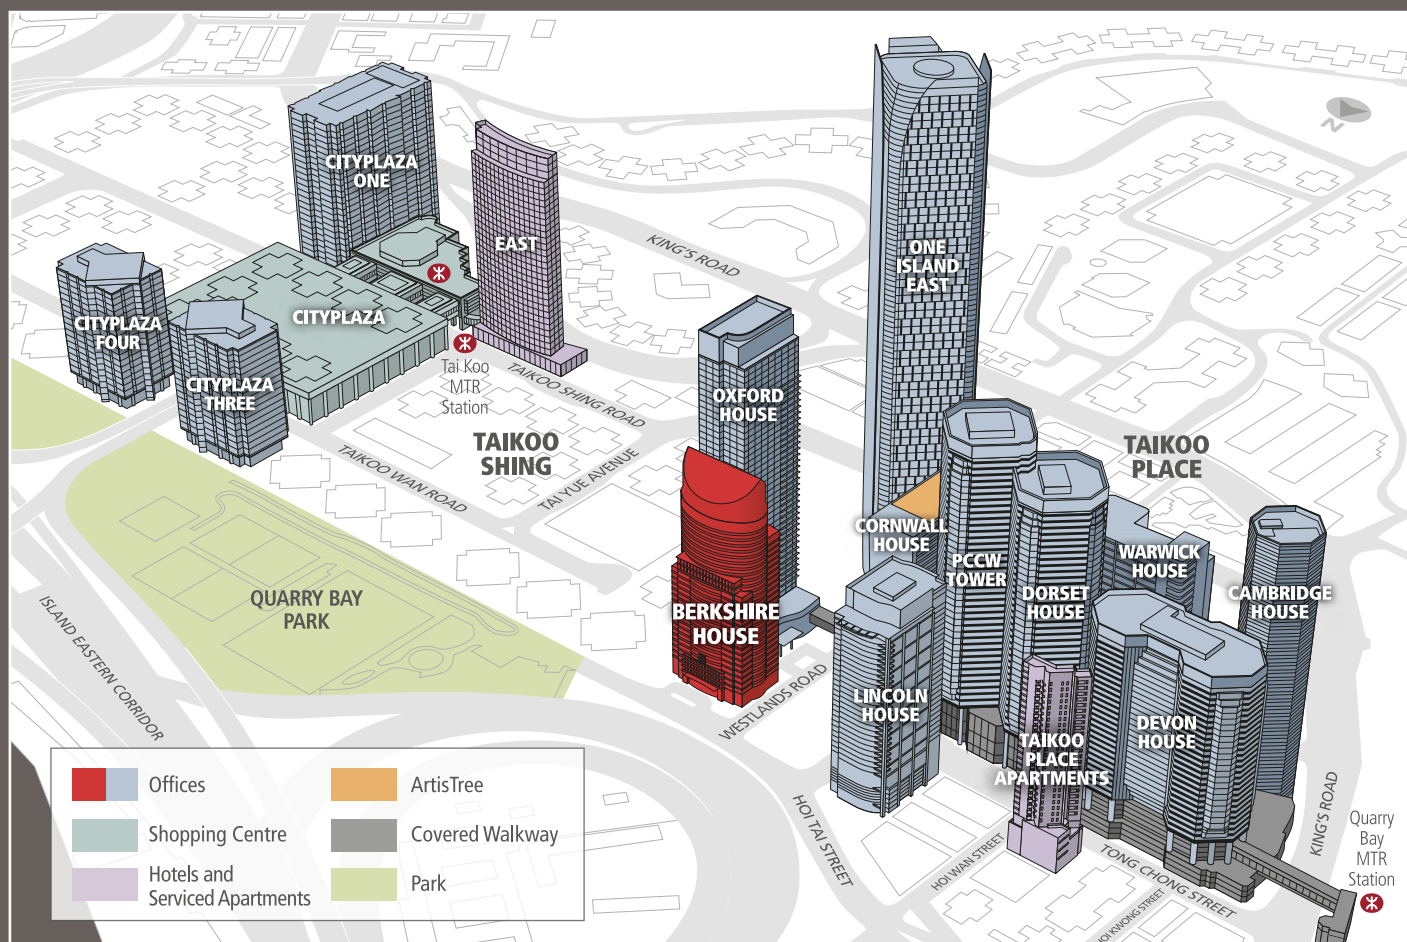 CITYPLAZA
ONE
EAST
CITYPLAZA
CITYPLAZA
FOUR
CITYPLAZA
THREE
Tai Koo
MTR
Station
TAIKOO
SHING
TAIKOO SHING ROAD
TAIKOO WAN ROAD
TAI YUE AVENUE
KING'S ROAD
N
ONE
ISLAND
EAST
OXFORD
HOUSE
TAIKOO
PLACE
CORNWALL
HOUSE
PCCW
TOWER
DORSET
HOUSE
WARWICK
HOUSE
CAMBRIDGE
HOUSE
BERKSHIRE
HOUSE
QUARRY BAY
PARK
ISLAND EASTERN CORRIDOR
WESTLANDS ROAD
LINCOLN
HOUSE
TAIKOO
PLACE
APARTMENTS
DEVON
HOUSE
HOI TAI STREET
HOI WAN STREET
TONG CHONG STREET
HOI KWONG STREET
KING'S ROAD
Quarry
Bay
MTR
Station
Offices
Shopping Centre
Hotels and
Serviced Apartments
ArtisTree
Covered Walkway
Park